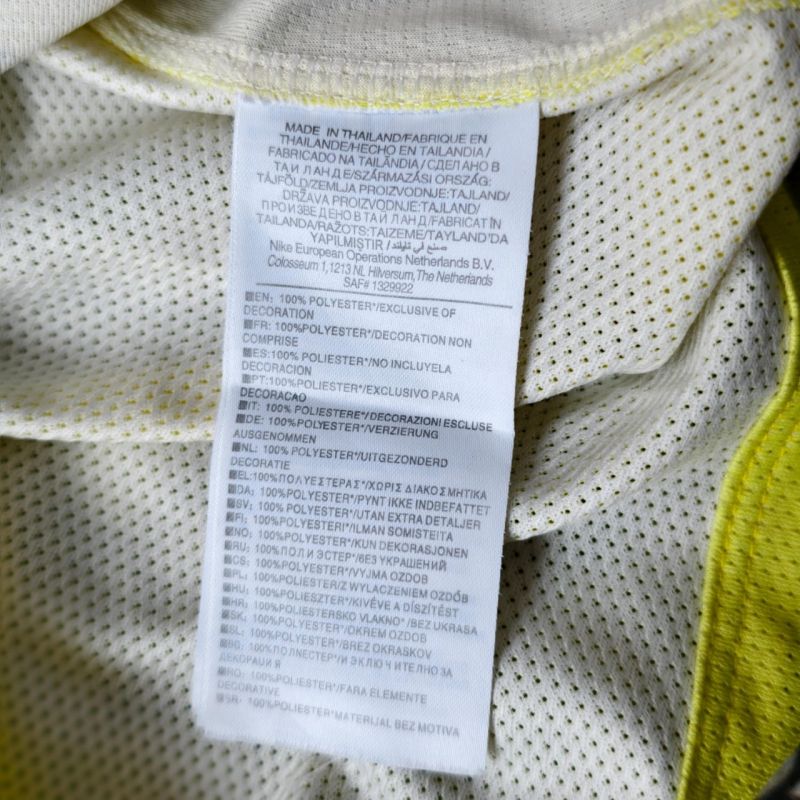 MADE IN THAILAND/FABRIQUE EN
THAILANDE/HECHO EN TAILANDIA/
FABRICADO NA TAILÂNDIA/СДЕЛАНО В
ТАИЛАНДЕ/SZÁRMAZÁSI ORSZÁG:
TÁJFÖLD/ZEMLJA PROIZVODNJE:TAJLAND/
DRŽAVA PROIZVODNJE:TAJLAND/
ПРОИЗВЕДЕНО В ТАЙЛАНД/FABRICAT ÎN
TAILANDA/RAŽOTS:TAIZEME/TAYLAND'DA
YAPILMIŞTIR / صنع في تايلند
Nike European Operations Netherlands B.V.
Colosseum 1,1213 NL Hilversum,The Netherlands
SAF# 1329922
EN: 100% POLYESTER*/EXCLUSIVE OF
DECORATION
FR: 100%POLYESTER*/DECORATION NON
COMPRISE
ES:100% POLIESTER*/NO INCLUYELA
DECORACION
PT:100%POLIESTER*/EXCLUSIVO PARA
DECORACAO
IT: 100% POLIESTERE*/DECORAZIONI ESCLUSE
DE: 100%POLYESTER*/VERZIERUNG
AUSGENOMMEN
NL: 100% POLYESTER*/UITGEZONDERD
DECORATIE
EL:100%ΠΟΛΥΕΣΤΕΡΑΣ*/ΧΩΡΙΣ ΔΙΑΚΟΣΜΗΤΙΚΑ
DA: 100%POLYESTER*/PYNT IKKE INDBEFATTET
SV: 100%POLYESTER*/UTAN EXTRA DETALJER
FI: 100%POLYESTERI*/ILMAN SOMISTEITA
NO: 100%POLYESTER*/KUN DEKORASJONEN
RU: 100%ПОЛИЭСТЕР*/БЕЗ УКРАШЕНИЙ
CS: 100%POLYESTER*/VYJMA OZDOB
PL: 100%POLIESTER/Z WYLACZENIEM OZDÓB
HU: 100%POLIESZTER*/KIVÉVE A DÍSZÍTÉST
HR: 100%POLIESTERSKO VLAKNO*/BEZ UKRASA
SK: 100%POLYESTER*/OKREM OZDOB
SL: 100%POLYESTER*/BREZ OKRASKOV
BG: 100%ПОЛИЕСТЕР*/ИЗКЛЮЧИТЕЛНО ЗА
ДЕКОРАЦИЯ
RO: 100%POLIESTER*/FARA ELEMENTE
DECORATIVE
SR: 100%POLIESTER*MATERIJAL BEZ MOTIVA